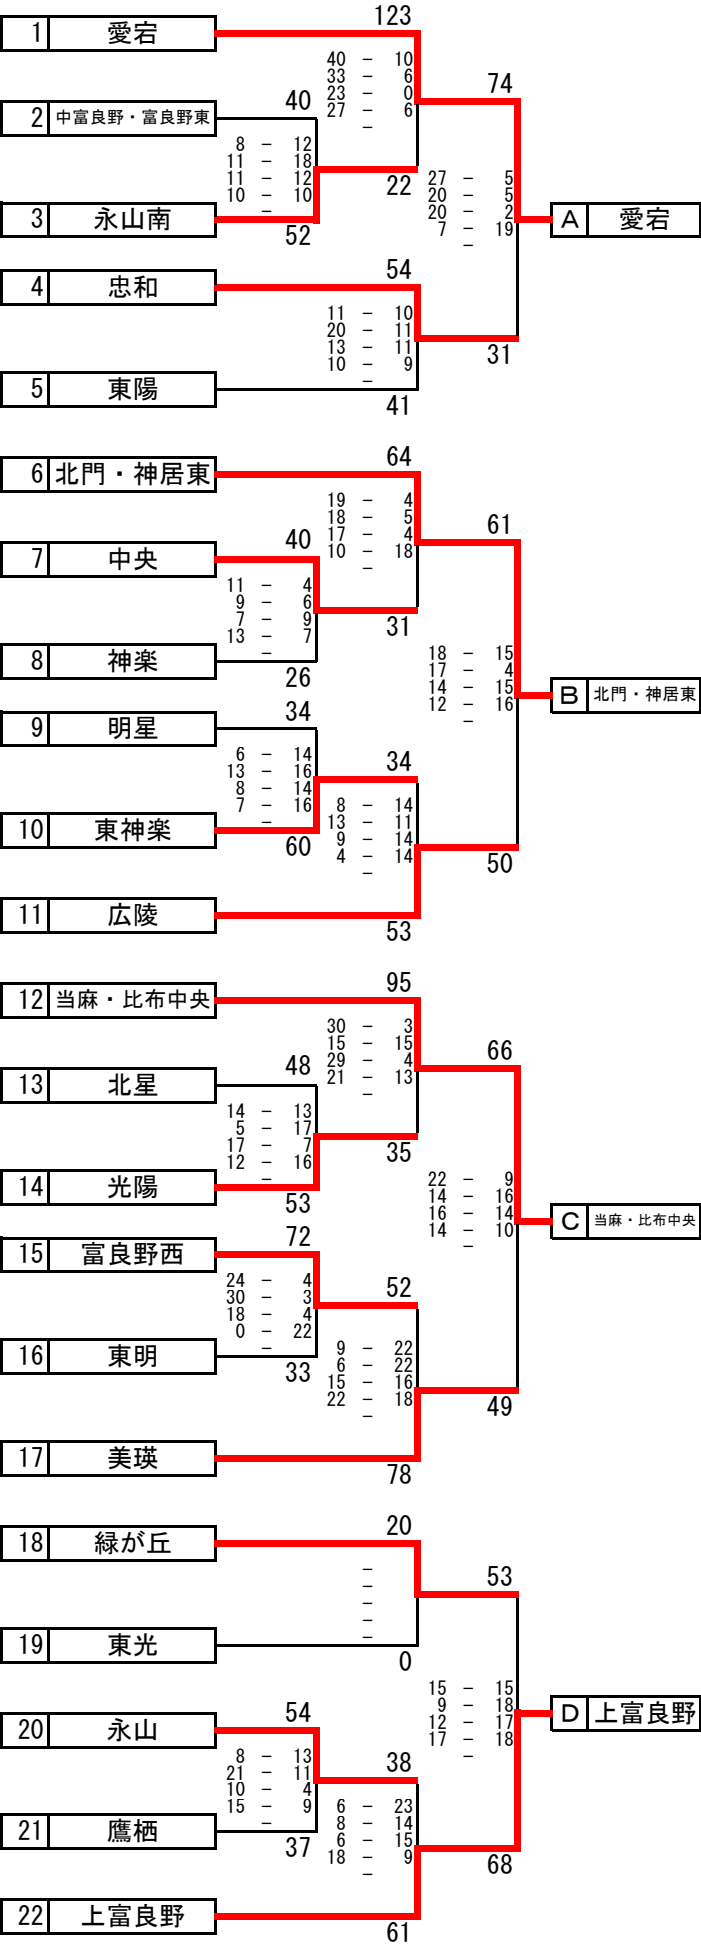 123
1 愛宕
40 − 10
33 − 6
23 − 0
27 − 6
−
74
40
2 中富良野・富良野東
8 − 12
11 − 18
11 − 12
10 − 10
−
22
27 − 5
20 − 5
20 − 2
7 − 19
−
3 永山南
A 愛宕
52
54
4 忠和
11 − 10
20 − 11
13 − 11
10 − 9
−
31
5 東陽
41
64
6 北門・神居東
19 − 4
18 − 5
17 − 4
10 − 18
−
61
40
7 中央
11 − 4
9 − 6
7 − 9
13 − 7
−
31
8 神楽
26
18 − 15
17 − 4
14 − 15
12 − 16
−
B 北門・神居東
34
9 明星
6 − 14
13 − 16
8 − 14
7 − 16
−
34
8 − 14
13 − 11
9 − 14
4 − 14
−
10 東神楽
60
50
11 広陵
53
95
12 当麻・比布中央
30 − 3
15 − 15
29 − 4
21 − 13
−
66
48
13 北星
14 − 13
5 − 17
17 − 7
12 − 16
−
35
14 光陽
53
22 − 9
14 − 16
16 − 14
14 − 10
−
C 当麻・比布中央
72
15 富良野西
24 − 4
30 − 3
18 − 4
0 − 22
−
52
16 東明
33
9 − 22
6 − 22
15 − 16
22 − 18
−
49
17 美瑛
78
20
18 緑が丘
−
−
−
−
−
53
19 東光
0
15 − 15
9 − 18
12 − 17
17 − 18
−
D 上富良野
54
20 永山
8 − 13
21 − 11
10 − 4
15 − 9
−
38
21 鷹栖
37
6 − 23
8 − 14
6 − 15
18 − 9
−
68
22 上富良野
61